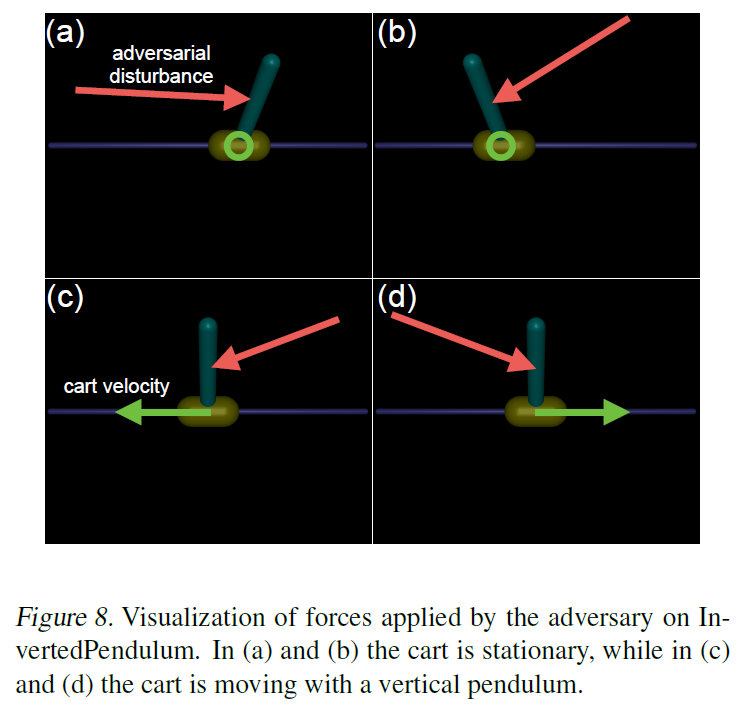 (a)
adversarial
disturbance
(b)
(c)
cart velocity
(d)
Figure 8. Visualization of forces applied by the adversary on In-
vertedPendulum. In (a) and (b) the cart is stationary, while in (c)
and (d) the cart is moving with a vertical pendulum.